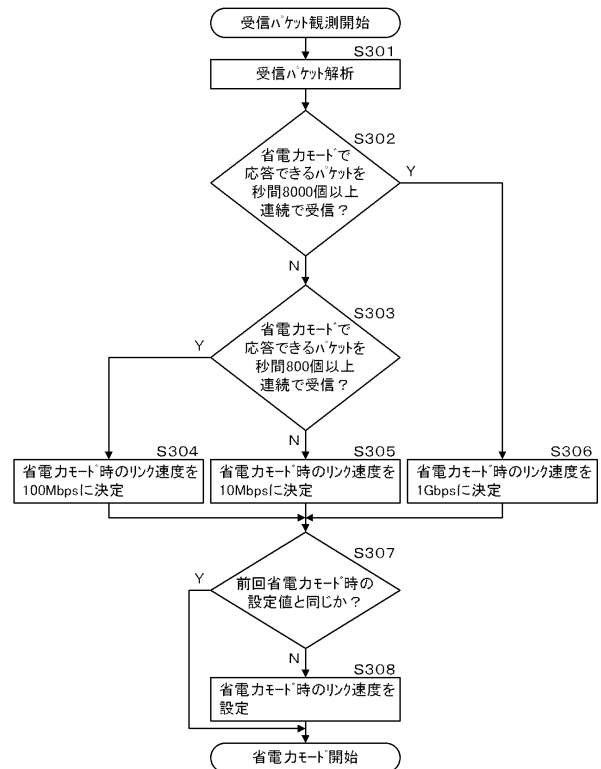 受信パケット観測開始
S301
受信パケット解析
S302
省電力モードで
応答できるパケットを
秒間8000個以上
連続で受信？
Y
N
S303
省電力モードで
応答できるパケットを
秒間800個以上
連続で受信？
Y
N
S304
省電力モード時のリンク速度を
100Mbpsに決定
S305
省電力モード時のリンク速度を
10Mbpsに決定
S306
省電力モード時のリンク速度を
1Gbpsに決定
S307
前回省電力モード時の
設定値と同じか？
Y
N
S308
省電力モード時のリンク速度を
設定
省電力モード開始